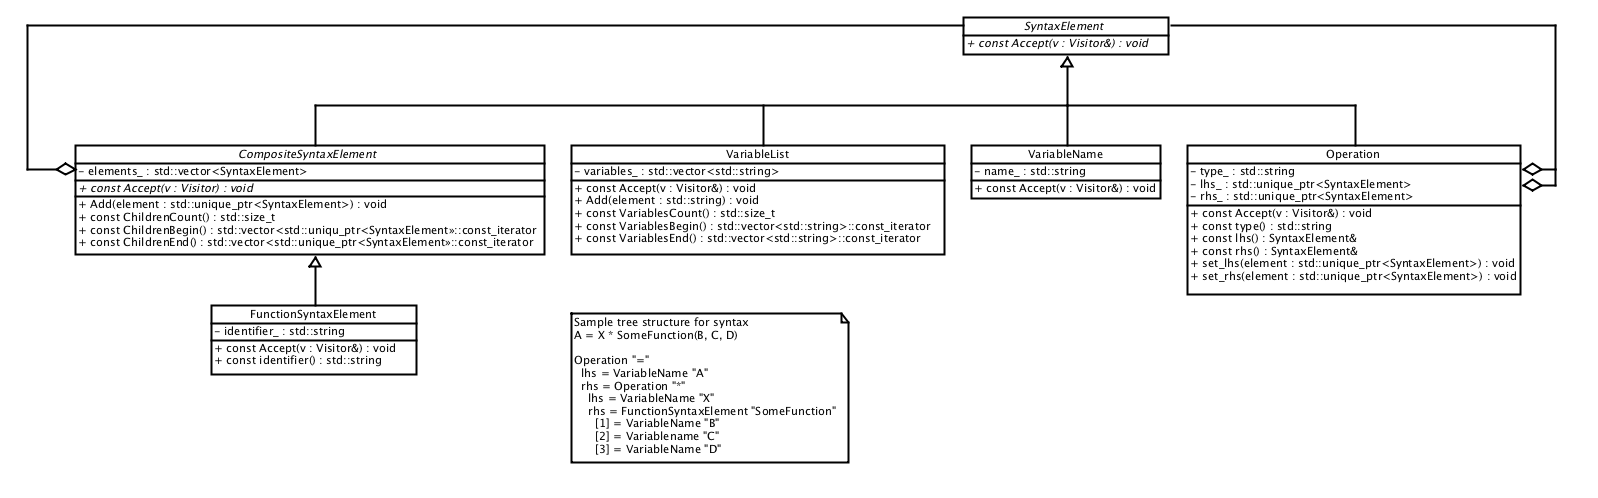 SyntaxElement
+ const Accept(v : Visitor&) : void
CompositeSyntaxElement
- elements_ : std::vector<SyntaxElement>
+ const Accept(v : Visitor) : void
+ Add(element : std::unique_ptr<SyntaxElement>) : void
+ const ChildrenCount() : std::size_t
+ const ChildrenBegin() : std::vector<std::uniqu_ptr<SyntaxElement»::const_iterator
+ const ChildrenEnd() : std::vector<std::unique_ptr<SyntaxElement»::const_iterator
VariableList
- variables_ : std::vector<std::string>
+ const Accept(v : Visitor&) : void
+ Add(element : std::string) : void
+ const VariablesCount() : std::size_t
+ const VariablesBegin() : std::vector<std::string>::const_iterator
+ const VariablesEnd() : std::vector<std::string>::const_iterator
VariableName
- name_ : std::string
+ const Accept(v : Visitor&) : void
Operation
- type_ : std::string
- lhs_ : std::unique_ptr<SyntaxElement>
- rhs_ : std::unique_ptr<SyntaxElement>
+ const Accept(v : Visitor&) : void
+ const type() : std::string
+ const lhs() : SyntaxElement&
+ const rhs() : SyntaxElement&
+ set_lhs(element : std::unique_ptr<SyntaxElement>) : void
+ set_rhs(element : std::unique_ptr<SyntaxElement>) : void
FunctionSyntaxElement
- identifier_ : std::string
+ const Accept(v : Visitor&) : void
+ const identifier() : std::string
Sample tree structure for syntax
A = X * SomeFunction(B, C, D)
Operation "="
lhs = VariableName "A"
rhs = Operation "*"
lhs = VariableName "X"
rhs = FunctionSyntaxElement "SomeFunction"
[1] = VariableName "B"
[2] = Variablename "C"
[3] = VariableName "D"